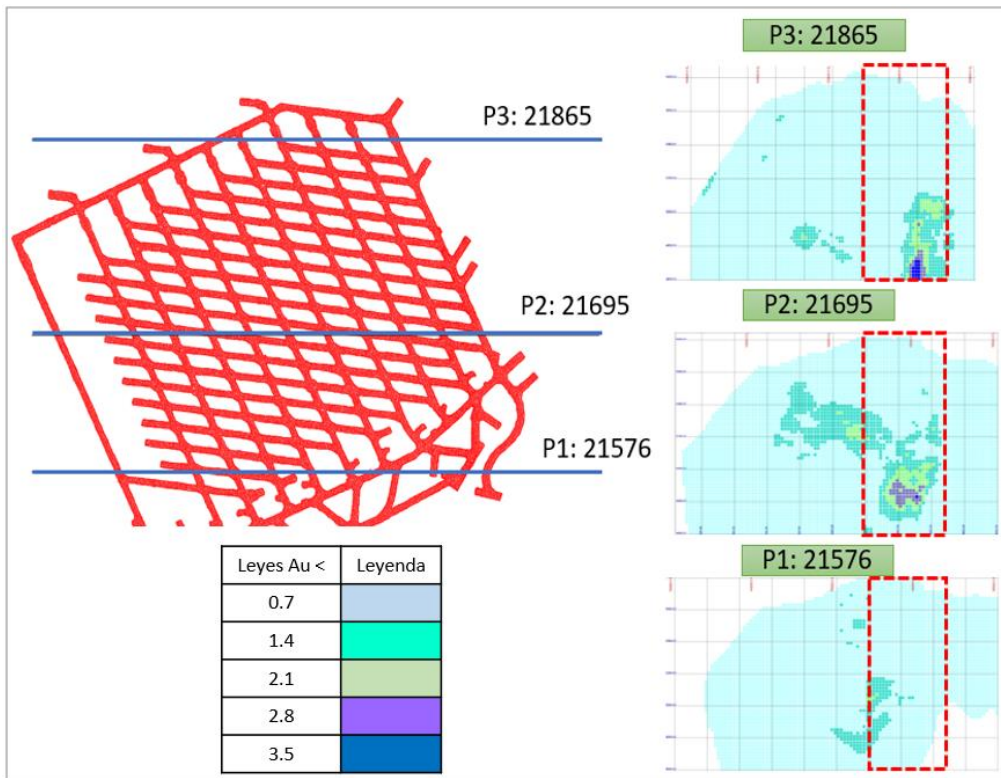 P3: 21865
P3: 21865
P2: 21695
P2: 21695
P1: 21576
P1: 21576
Leyes Au < Leyenda
0.7
1.4
2.1
2.8
3.5